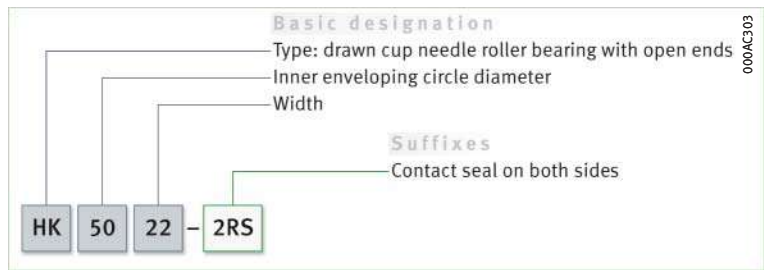 Basic designation
Type: drawn cup needle roller bearing with open ends
Inner enveloping circle diameter
Width
Suffixes
Contact seal on both sides
HK 50 22 – 2RS
000AC303